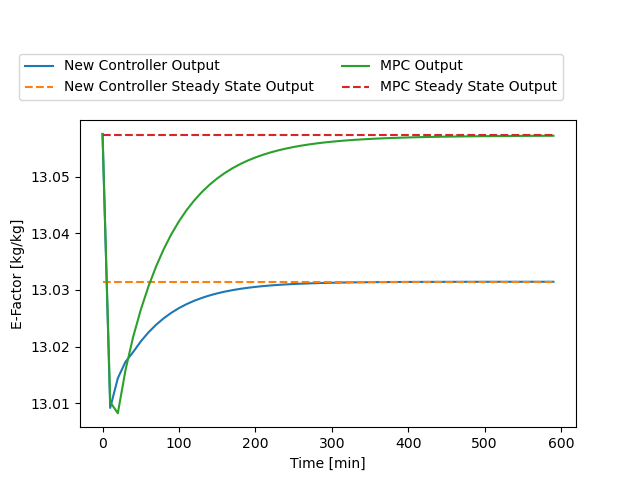 New Controller Output
New Controller Steady State Output
MPC Output
MPC Steady State Output
E-Factor [kg/kg]
13.05
13.04
13.03
13.02
13.01
0 100 200 300 400 500 600
Time [min]